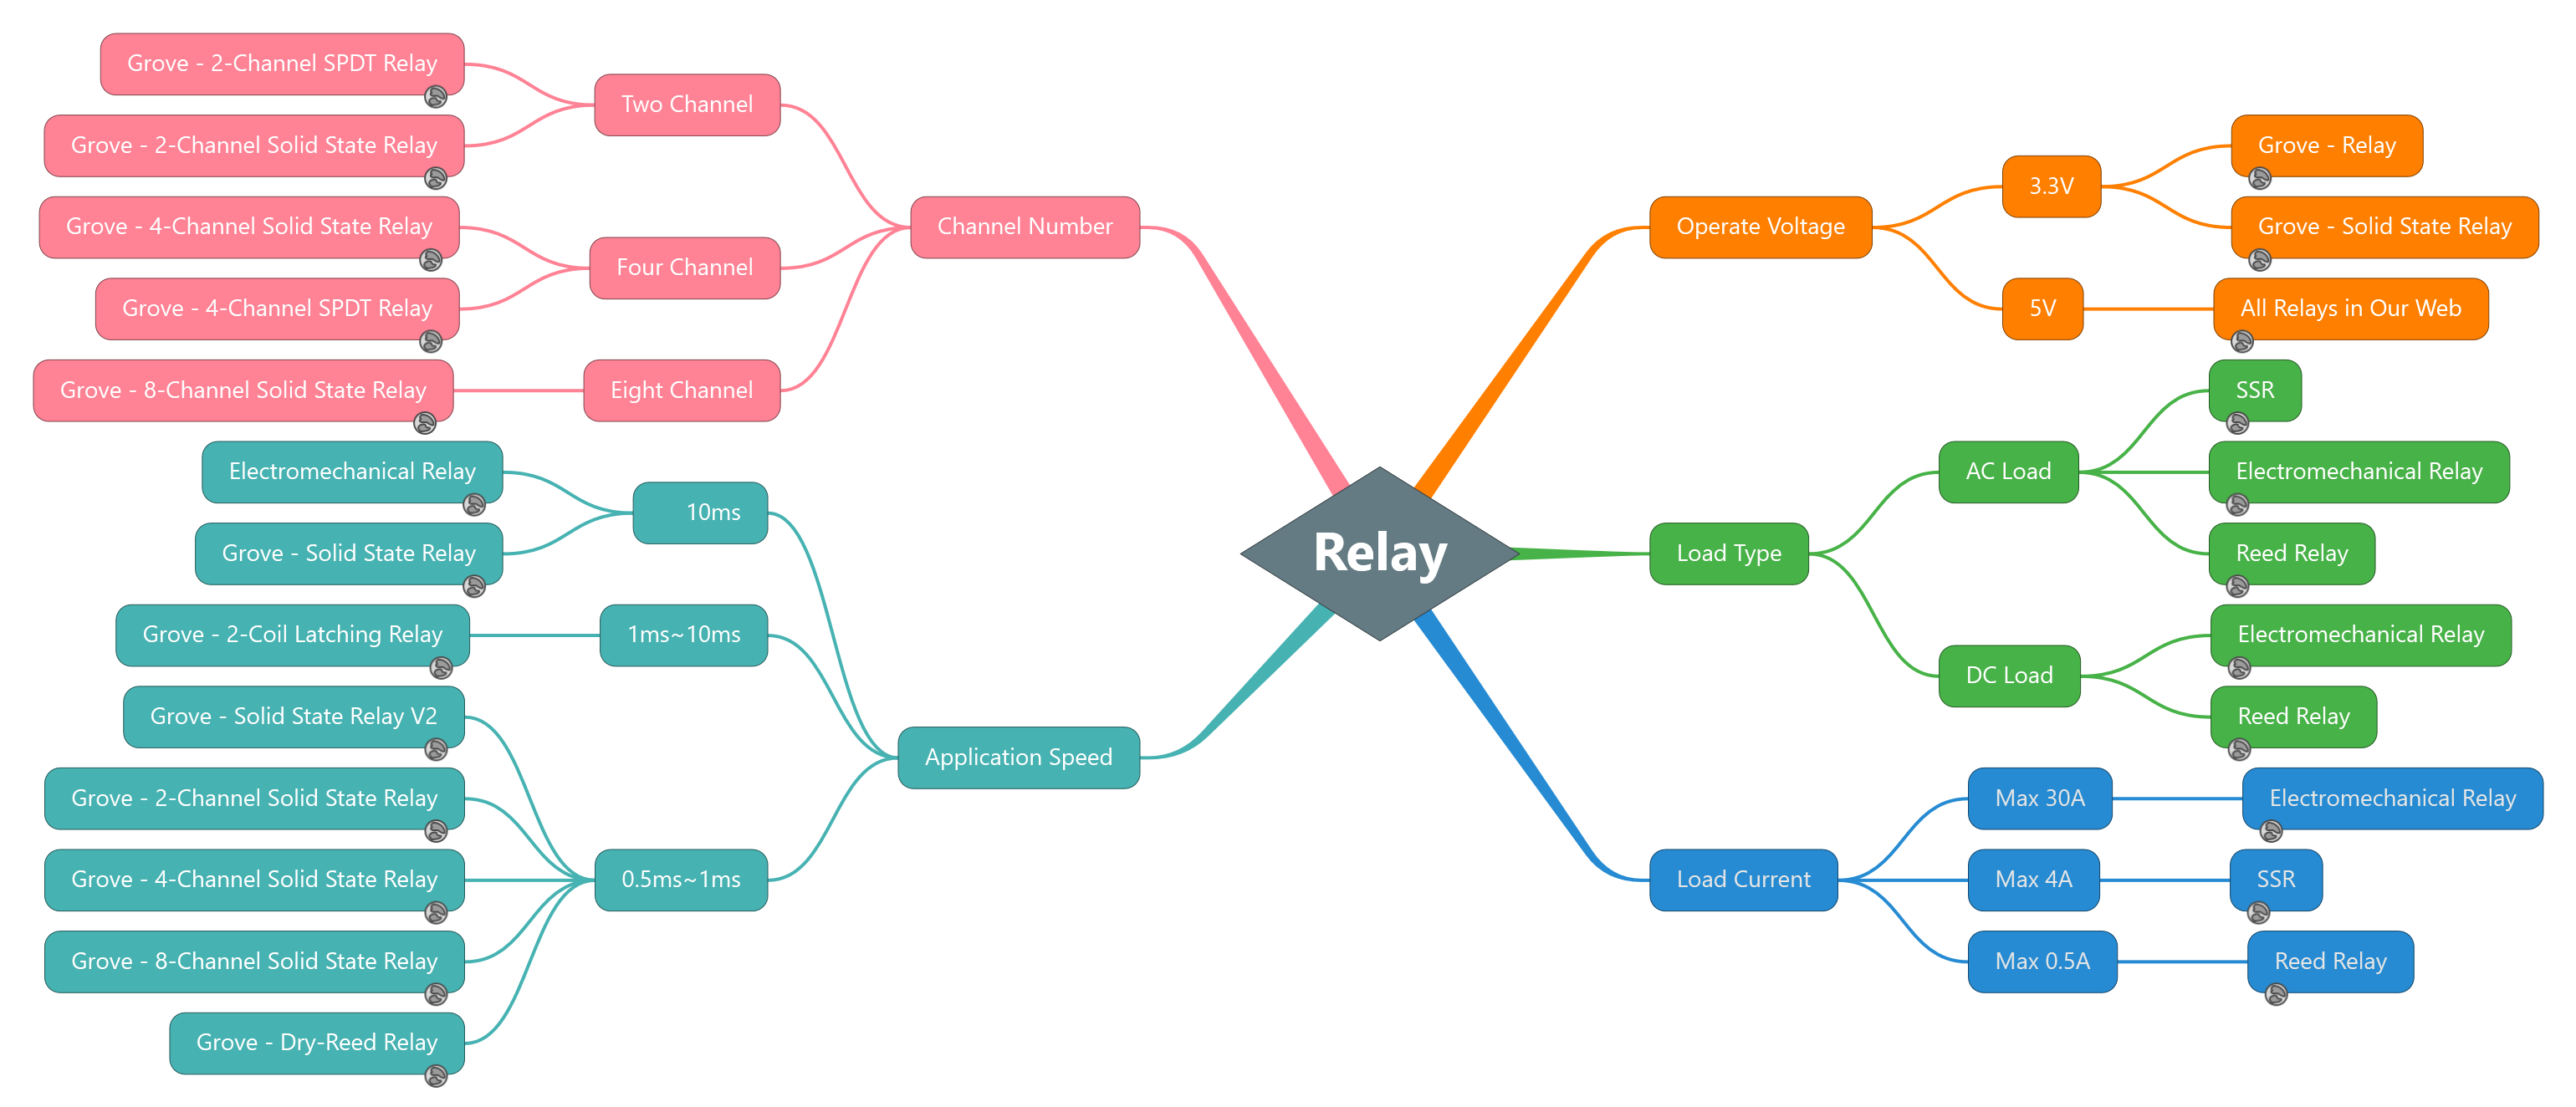 Relay
Channel Number
Two Channel
Grove - 2-Channel SPDT Relay
Grove - 2-Channel Solid State Relay
Four Channel
Grove - 4-Channel Solid State Relay
Grove - 4-Channel SPDT Relay
Eight Channel
Grove - 8-Channel Solid State Relay
Application Speed
10ms
Electromechanical Relay
Grove - Solid State Relay
1ms~10ms
Grove - 2-Coil Latching Relay
0.5ms~1ms
Grove - Solid State Relay V2
Grove - 2-Channel Solid State Relay
Grove - 4-Channel Solid State Relay
Grove - 8-Channel Solid State Relay
Grove - Dry-Reed Relay
Operate Voltage
3.3V
Grove - Relay
Grove - Solid State Relay
5V
All Relays in Our Web
Load Type
AC Load
SSR
Electromechanical Relay
Reed Relay
DC Load
Electromechanical Relay
Reed Relay
Load Current
Max 30A
Electromechanical Relay
Max 4A
SSR
Max 0.5A
Reed Relay